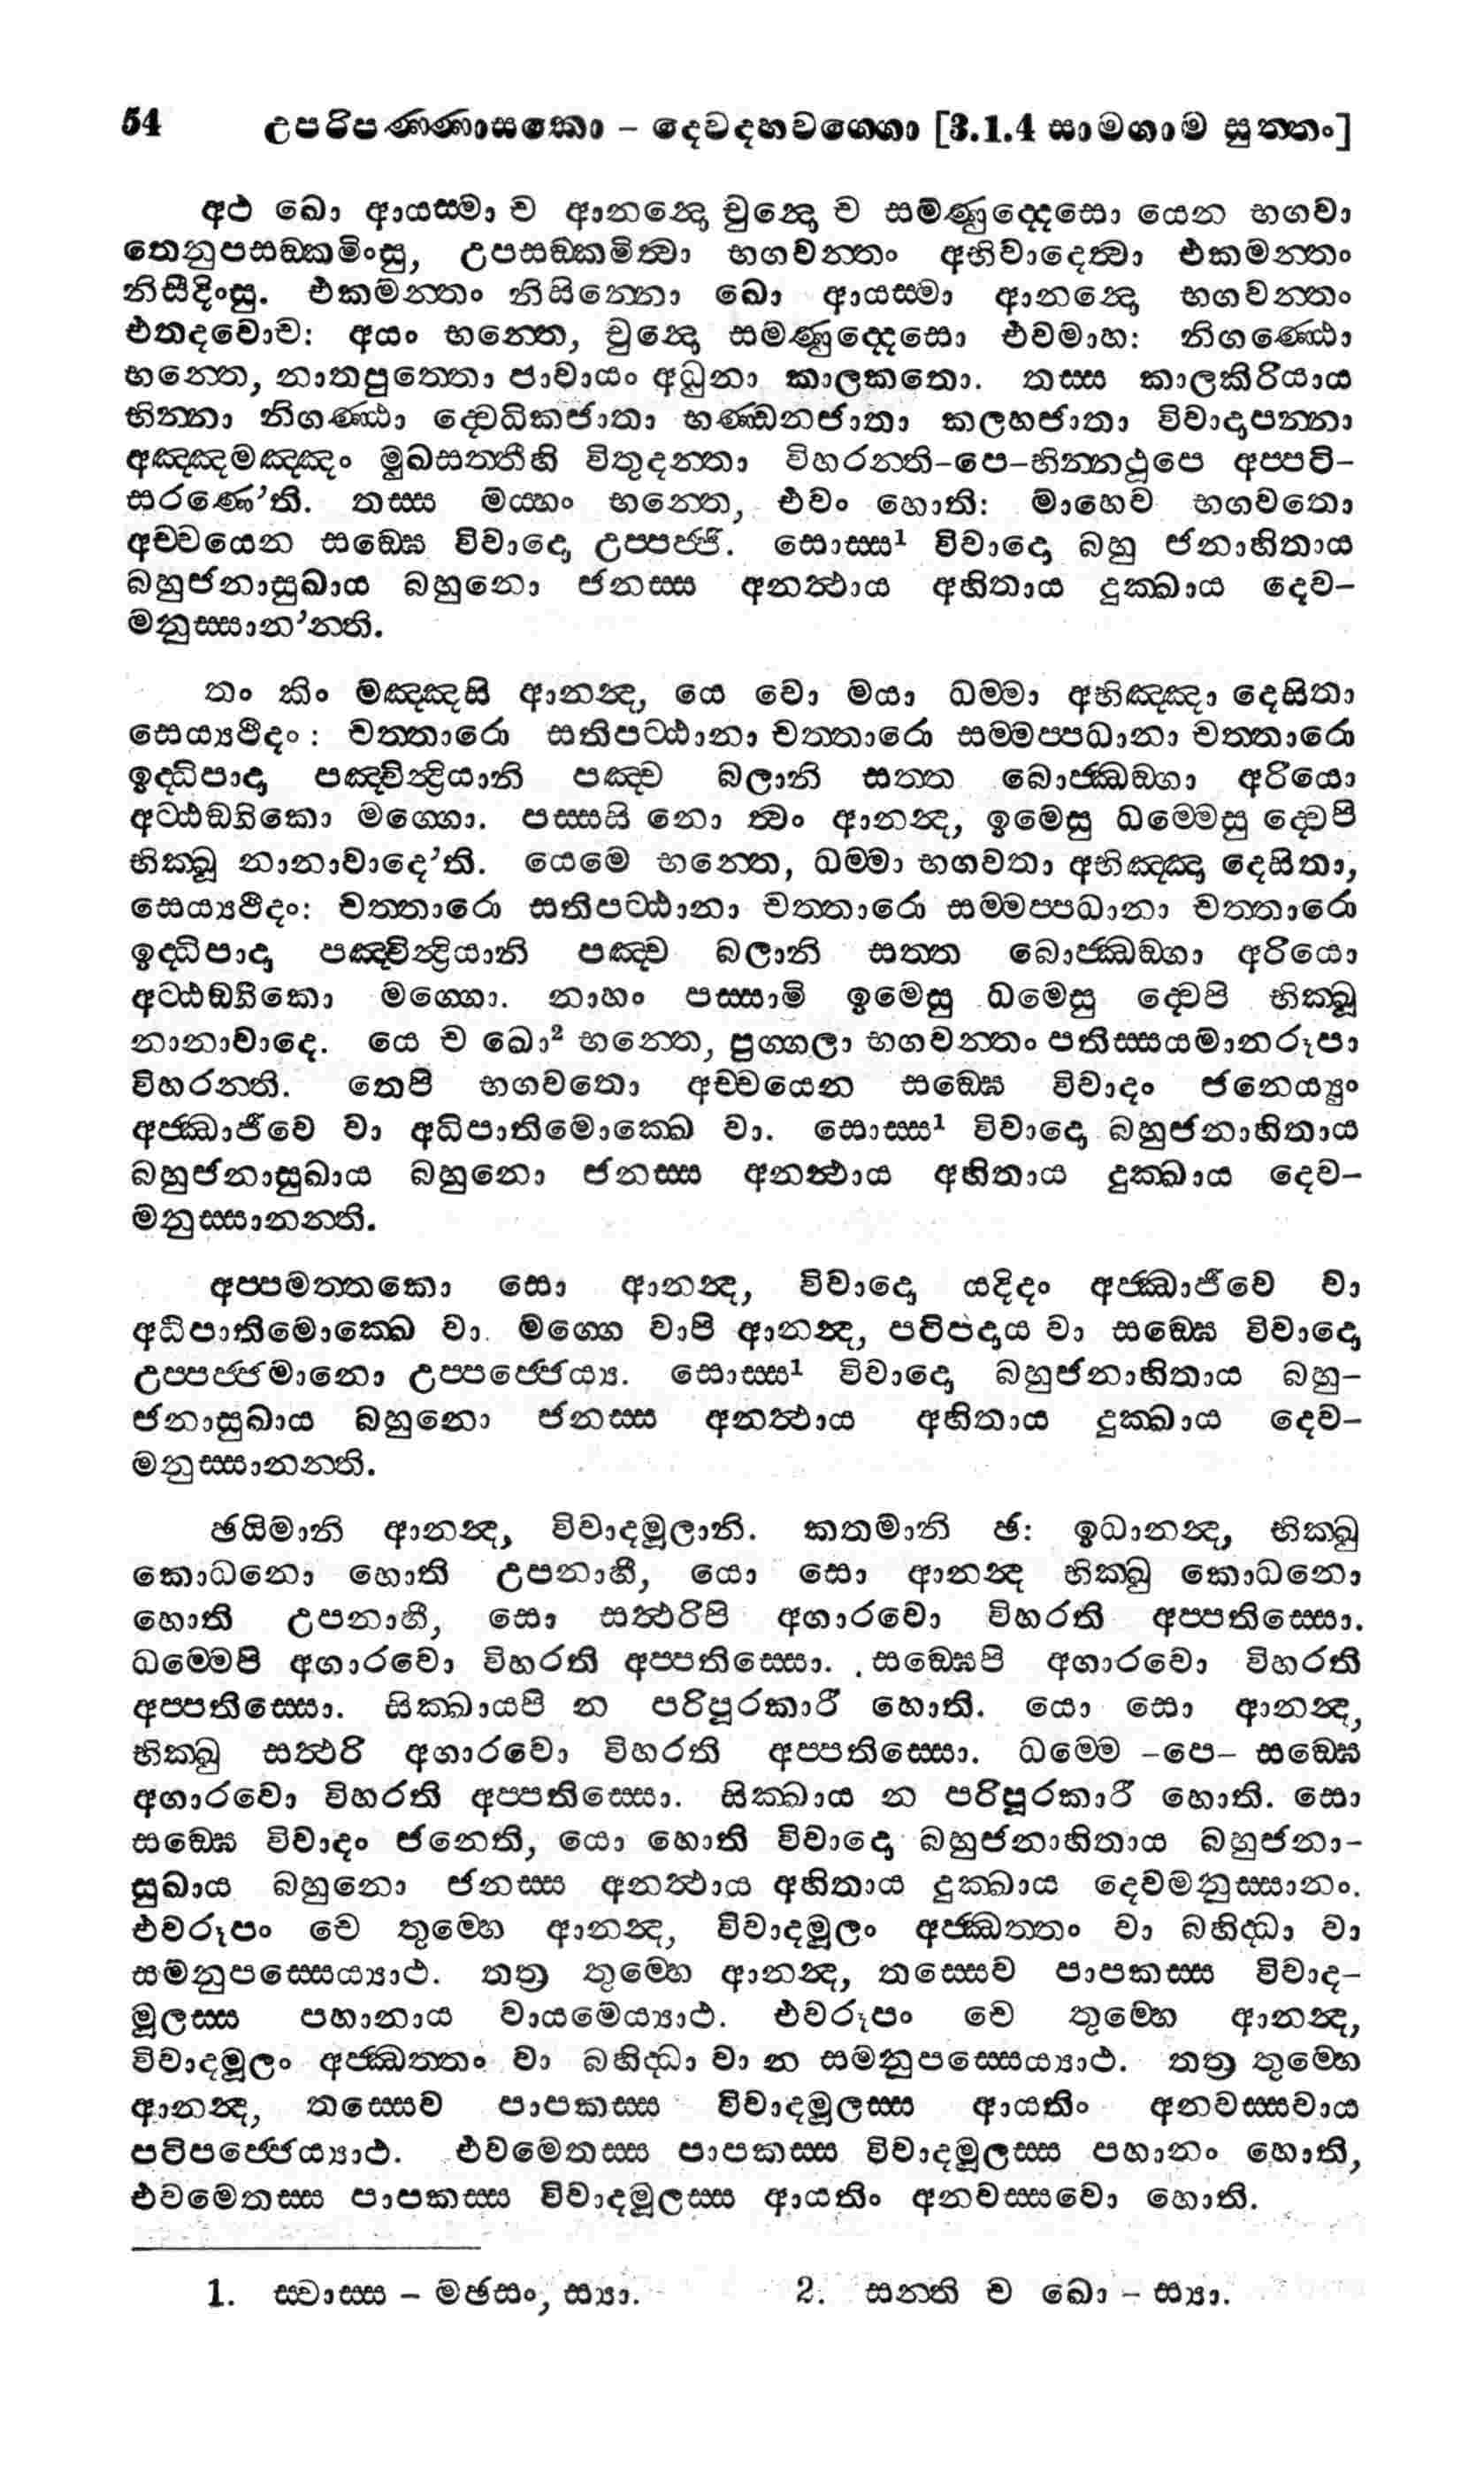 54 උපරිපණ්ණාසකො – දෙවදහවග්ගො [3.1.4 සාමගාම සුත්තං]
අථ ඛො ආයස්මා ච ආනන්දො චුන්දො ච සමණුද්දෙසො යෙන භගවා
තෙනුපසඞ්කමිංසු, උපසඞ්කමිත්වා භගවන්තං අභිවාදෙත්වා එකමන්තං
නිසීදිංසු. එකමන්තං නිසින්නො ඛො ආයස්මා ආනන්දො භගවන්තං
එතදවොච: අයං භන්තෙ, චුන්දො සමණුද්දෙසො එවමාහ: නිගණ්ඨො
භන්තෙ, නාතපුත්තො පාවායං අධුනා කාලකතො. තස්ස කාලකිරියාය
භින්නා නිගණ්ඨා ද්වෙධිකජාතා භණ්ඩනජාතා කලහජාතා විවාදාපන්නා
අඤ්ඤමඤ්ඤං මුඛසත්තීහි විතුදන්තා විහරන්ති-පෙ-භින්නථූපෙ අප්පටි-
සරණෙ’ති. තස්ස මය්හං භන්තෙ, එවං හොති: මාහෙව භගවතො
අච්චයෙන සඞ්ඝෙ විවාදො උප්පජ්ජි. සොස්ස¹ විවාදො බහු ජනාහිතාය
බහුජනාසුඛාය බහුනො ජනස්ස අනත්ථාය අහිතාය දුක්ඛාය දෙව-
මනුස්සාන’න්ති.
තං කිං මඤ්ඤසි ආනන්ද, යෙ වො මයා ධම්මා අභිඤ්ඤා දෙසිතා
සෙය්‍යථීදං: චත්තාරො සතිපට්ඨානා චත්තාරො සම්මප්පධානා චත්තාරො
ඉද්ධිපාදා පඤ්චින්ද්‍රියානි පඤ්ච බලානි සත්ත බොජ්ඣඞ්ගා අරියො
අට්ඨඞ්ගිකො මග්ගො. පස්සසි නො ත්වං ආනන්ද, ඉමෙසු ධම්මෙසු ද්වෙපි
භික්ඛූ නානාවාදෙ’ති. යෙමෙ භන්තෙ, ධම්මා භගවතා අභිඤ්ඤා දෙසිතා,
සෙය්‍යථීදං: චත්තාරො සතිපට්ඨානා චත්තාරො සම්මප්පධානා චත්තාරො
ඉද්ධිපාදා පඤ්චින්ද්‍රියානි පඤ්ච බලානි සත්ත බොජ්ඣඞ්ගා අරියො
අට්ඨඞ්ගිකො මග්ගො. නාහං පස්සාමි ඉමෙසු ධමෙසු ද්වෙපි භික්ඛූ
නානාවාදෙ. යෙ ච ඛො² භන්තෙ, පුග්ගලා භගවන්තං පතිස්සයමානරූපා
විහරන්ති. තෙපි භගවතො අච්චයෙන සඞ්ඝෙ විවාදං ජනෙය්‍යුං
අජ්ඣාජීවෙ වා අධිපාතිමොක්ඛෙ වා. සොස්ස¹ විවාදො බහුජනාහිතාය
බහුජනාසුඛාය බහුනො ජනස්ස අනත්ථාය අහිතාය දුක්ඛාය දෙව-
මනුස්සානන්ති.
අප්පමත්තකො සො ආනන්ද, විවාදො යදිදං අජ්ඣාජීවෙ වා
අධිපාතිමොක්ඛෙ වා. මග්ගෙ වාපි ආනන්ද, පටිපදාය වා සඞ්ඝෙ විවාදො
උප්පජ්ජමානො උප්පජ්ජෙය්‍ය. සොස්ස¹ විවාදො බහුජනාහිතාය බහු-
ජනාසුඛාය බහුනො ජනස්ස අනත්ථාය අහිතාය දුක්ඛාය දෙව-
මනුස්සානන්ති.
ඡයිමානි ආනන්ද, විවාදමූලානි. කතමානි ඡ: ඉධානන්ද, භික්ඛු
කොධනො හොති උපනාහී, යො සො ආනන්ද භික්ඛු කොධනො
හොති උපනාහී, සො සත්ථරිපි අගාරවො විහරති අප්පතිස්සො.
ධම්මෙපි අගාරවො විහරති අප්පතිස්සො. සඞ්ඝෙපි අගාරවො විහරති
අප්පතිස්සො. සික්ඛායපි න පරිපූරකාරී හොති. යො සො ආනන්ද,
භික්ඛු සත්ථරි අගාරවො විහරති අප්පතිස්සො. ධම්මෙ -පෙ- සඞ්ඝෙ
අගාරවො විහරති අප්පතිස්සො. සික්ඛාය න පරිපූරකාරී හොති. සො
සඞ්ඝෙ විවාදං ජනෙති, යො හොති විවාදො බහුජනාහිතාය බහුජනා-
සුඛාය බහුනො ජනස්ස අනත්ථාය අහිතාය දුක්ඛාය දෙවමනුස්සානං.
එවරූපං චෙ තුම්හෙ ආනන්ද, විවාදමූලං අජ්ඣත්තං වා බහිද්ධා වා
සමනුපස්සෙය්‍යාථ. තත්‍ර තුම්හෙ ආනන්ද, තස්සෙව පාපකස්ස විවාද-
මූලස්ස පහානාය වායමෙය්‍යාථ. එවරූපං චෙ තුම්හෙ ආනන්ද,
විවාදමූලං අජ්ඣත්තං වා බහිද්ධා වා න සමනුපස්සෙය්‍යාථ. තත්‍ර තුම්හෙ
ආනන්ද, තස්සෙව පාපකස්ස විවාදමූලස්ස ආයතිං අනවස්සවාය
පටිපජ්ජෙය්‍යාථ. එවමෙතස්ස පාපකස්ස විවාදමූලස්ස පහානං හොති,
එවමෙතස්ස පාපකස්ස විවාදමූලස්ස ආයතිං අනවස්සවො හොති.
1. ස්වාස්ස – මඡසං, ස්‍යා. 2. සන්ති ච ඛො – ස්‍යා.